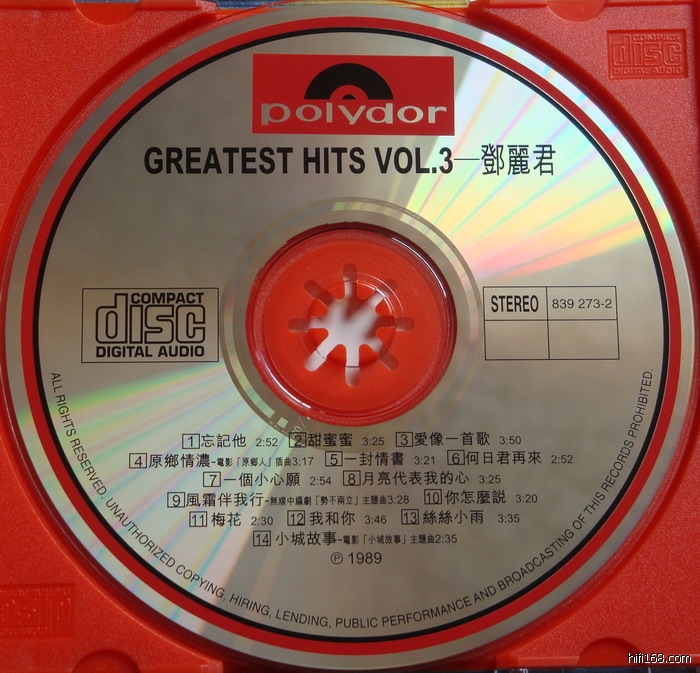 COMPACT
disc
DIGITAL AUDIO
polydor
GREATEST HITS VOL.3—鄧麗君
COMPACT
disc
DIGITAL AUDIO
STEREO 839 273-2
1 忘記他 2:52 2 甜蜜蜜 3:25 3 愛像一首歌 3:50
4 原鄉情濃-電影「原鄉人」插曲3:17 5 一封情書 3:21 6 何日君再來 2:52
7 一個小心願 2:54 8 月亮代表我的心 3:25
9 風霜伴我行-無線中編劇「勢不兩立」主題曲3:28 10 你怎麼說 3:20
11 梅花 2:30 12 我和你 3:46 13 絲絲小雨 3:35
14 小城故事-電影「小城故事」主題曲2:35
℗ 1989
ALL RIGHTS RESERVED. UNAUTHORIZED COPYING, HIRING, LENDING, PUBLIC PERFORMANCE AND BROADCASTING OF THIS RECORDS PROHIBITED.
hifi168.com